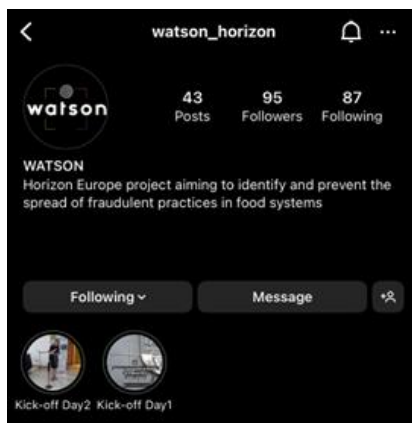 watson_horizon
watson
43 95 87
Posts Followers Following
WATSON
Horizon Europe project aiming to identify and prevent the
spread of fraudulent practices in food systems
Following
Message
Kick-off Day2 Kick-off Day1